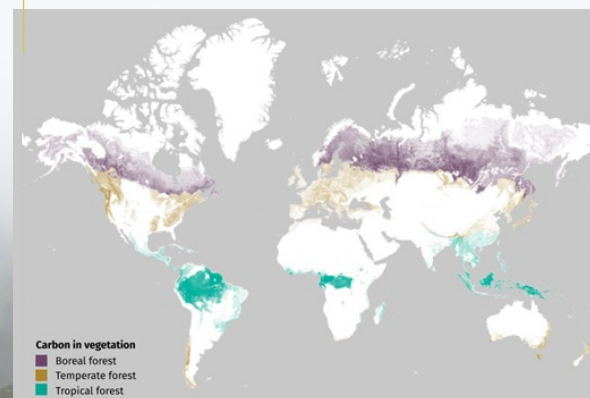 Carbon in vegetation
Boreal forest
Temperate forest
Tropical forest